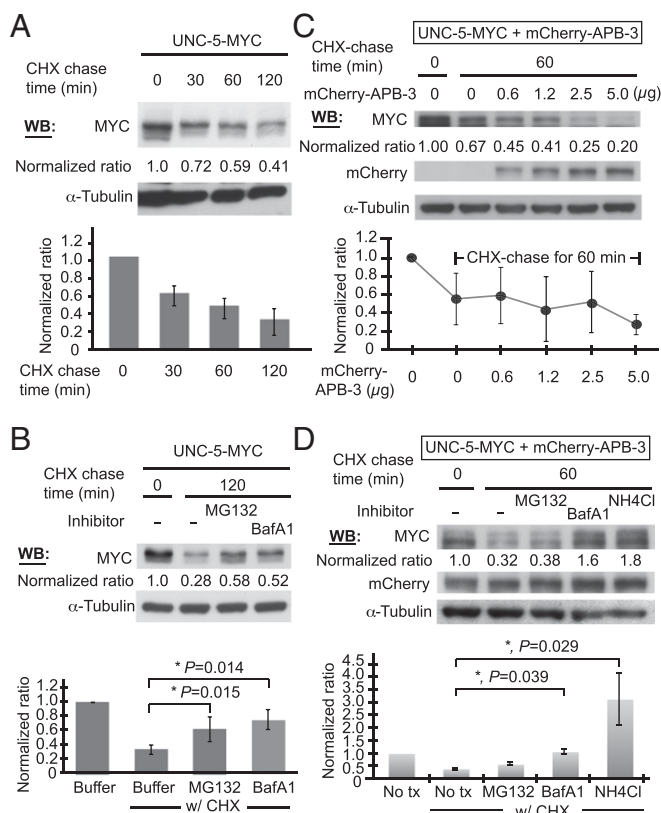 A
UNC-5-MYC
CHX chase time (min)
0 30 60 120
WB: MYC
Normalized ratio 1.0 0.72 0.59 0.41
α-Tubulin
Normalized ratio
1.2
1.0
0.8
0.6
0.4
0.2
0
CHX chase time (min)
0 30 60 120
B
UNC-5-MYC
CHX chase time (min)
0 120
Inhibitor – – MG132 BafA1
WB: MYC
Normalized ratio 1.0 0.28 0.58 0.52
α-Tubulin
Normalized ratio
1.2
1.0
0.8
0.6
0.4
0.2
0
* P=0.014
* P=0.015
Buffer Buffer MG132 BafA1
w/ CHX
C
UNC-5-MYC + mCherry-APB-3
CHX-chase time (min)
0 60
mCherry-APB-3 0 0 0.6 1.2 2.5 5.0 (µg)
WB: MYC
Normalized ratio 1.00 0.67 0.45 0.41 0.25 0.20
mCherry
α-Tubulin
Normalized ratio
1.2
1.0
0.8
0.6
0.4
0.2
0
CHX-chase for 60 min
mCherry-APB-3 (µg)
0 0 0.6 1.2 2.5 5.0
D
UNC-5-MYC + mCherry-APB-3
CHX chase time (min)
0 60
Inhibitor – – MG132 BafA1 NH4Cl
WB: MYC
Normalized ratio 1.0 0.32 0.38 1.6 1.8
mCherry
α-Tubulin
Normalized ratio
4.5
4.0
3.5
3.0
2.5
2.0
1.5
1.0
0.5
0
*, P=0.029
*, P=0.039
No tx No tx MG132 BafA1 NH4Cl
w/ CHX